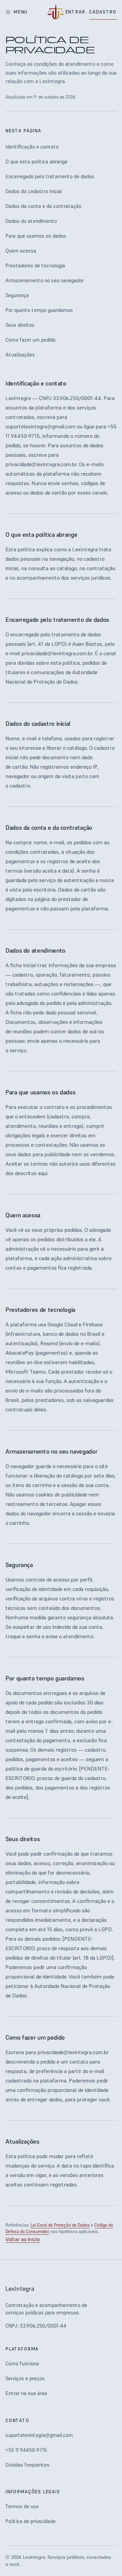 MENU
ENTRAR CADASTRO
POLÍTICA DE
PRIVACIDADE
Conheça as condições do atendimento e como
suas informações são utilizadas ao longo de sua
relação com a Lexintegra.
Atualizada em 1º de outubro de 2026.
NESTA PÁGINA
Identificação e contato
O que esta política abrange
Encarregado pelo tratamento de dados
Dados do cadastro inicial
Dados da conta e da contratação
Dados do atendimento
Para que usamos os dados
Quem acessa
Prestadores de tecnologia
Armazenamento no seu navegador
Segurança
Por quanto tempo guardamos
Seus direitos
Como fazer um pedido
Atualizações
Identificação e contato
Lexintegra — CNPJ 33.906.250/0001-44. Para
assuntos da plataforma e dos serviços
contratados, escreva para
suportelexintegra@gmail.com ou ligue para +55
11 94450-9715, informando o número do
pedido, se houver. Para assuntos de dados
pessoais, escreva para
privacidade@lexintegra.com.br. Os e-mails
automáticos da plataforma não recebem
respostas. Nunca envie senhas, códigos de
acesso ou dados de cartão por esses canais.
O que esta política abrange
Esta política explica como a Lexintegra trata
dados pessoais na navegação, no cadastro
inicial, na consulta ao catálogo, na contratação
e no acompanhamento dos serviços jurídicos.
Encarregado pelo tratamento de dados
O encarregado pelo tratamento de dados
pessoais (art. 41 da LGPD) é Auan Bastos, pelo
e-mail privacidade@lexintegra.com.br. É o canal
para dúvidas sobre esta política, pedidos de
titulares e comunicações da Autoridade
Nacional de Proteção de Dados.
Dados do cadastro inicial
Nome, e-mail e telefone, usados para registrar
o seu interesse e liberar o catálogo. O cadastro
inicial não pede documento nem dado
de cartão. Não registramos endereço IP,
navegador ou origem da visita junto com
o cadastro.
Dados da conta e da contratação
Na compra: nome, e-mail, os pedidos com as
condições contratadas, a situação dos
pagamentos e os registros de aceite dos
termos (versão aceita e data). A senha é
guardada pelo serviço de autenticação e nunca
é vista pelo escritório. Dados do cartão são
digitados na página do prestador de
pagamentos e não passam pela plataforma.
Dados do atendimento
A ficha inicial traz informações da sua empresa
— cadastro, operação, faturamento, passivo
trabalhista, autuações e reclamações —, que
são tratadas como confidenciais e lidas apenas
pelo advogado do pedido e pela administração.
A ficha não pede dado pessoal sensível.
Documentos, observações e informações
de reuniões podem conter dados de outras
pessoas: envie apenas o necessário para
o serviço.
Para que usamos os dados
Para executar o contrato e os procedimentos
que o antecedem (cadastro, compra,
atendimento, reuniões e entregas), cumprir
obrigações legais e exercer direitos em
contratos e contestações. Não usamos os seus
dados para publicidade nem os vendemos.
Aceitar os termos não autoriza usos diferentes
dos descritos aqui.
Quem acessa
Você vê os seus próprios pedidos. O advogado
vê apenas os pedidos distribuídos a ele. A
administração vê o necessário para gerir a
plataforma, e cada ação administrativa sobre
contas e pagamentos fica registrada.
Prestadores de tecnologia
A plataforma usa Google Cloud e Firebase
(infraestrutura, banco de dados no Brasil e
autenticação), Resend (envio de e-mails),
AbacatePay (pagamentos) e, quando as
reuniões on-line estiverem habilitadas,
Microsoft Teams. Cada prestador recebe só o
necessário à sua função. A autenticação e o
envio de e-mails são processados fora do
Brasil, pelos prestadores, sob as salvaguardas
contratuais deles.
Armazenamento no seu navegador
O navegador guarda o necessário para o site
funcionar: a liberação do catálogo por sete dias,
os itens do carrinho e a sessão da sua conta.
Não usamos cookies de publicidade nem
rastreamento de terceiros. Apagar esses
dados do navegador encerra a sessão e esvazia
o carrinho.
Segurança
Usamos controle de acesso por perfil,
verificação da identidade em cada requisição,
verificação de arquivos contra vírus e registros
técnicos sem conteúdo dos documentos.
Nenhuma medida garante segurança absoluta.
Se suspeitar de uso indevido da sua conta,
troque a senha e avise o atendimento.
Por quanto tempo guardamos
Os documentos entregues e os arquivos de
apoio de cada pedido são excluídos 30 dias
depois de todos os documentos do pedido
terem a entrega confirmada, com aviso por e-
mail pelo menos 7 dias antes; durante uma
contestação do pagamento, a exclusão fica
suspensa. Os demais registros — cadastro,
pedidos, pagamentos e aceites — seguem a
política de guarda do escritório: [PENDENTE-
ESCRITORIO: prazos de guarda do cadastro,
dos pedidos, dos pagamentos e dos registros
de aceite].
Seus direitos
Você pode pedir confirmação de que tratamos
seus dados, acesso, correção, anonimização ou
eliminação do que for desnecessário,
portabilidade, informação sobre
compartilhamento e revisão de decisões, além
de revogar consentimentos. A confirmação e o
acesso em formato simplificado são
respondidos imediatamente, e a declaração
completa em até 15 dias, como prevê a LGPD.
Para os demais pedidos: [PENDENTE-
ESCRITORIO: prazo de resposta aos demais
pedidos de direitos do titular (art. 18 da LGPD)].
Poderemos pedir uma confirmação
proporcional de identidade. Você também pode
peticionar à Autoridade Nacional de Proteção
de Dados.
Como fazer um pedido
Escreva para privacidade@lexintegra.com.br
descrevendo o pedido e um contato para
resposta, de preferência a partir do e-mail
cadastrado na plataforma. Poderemos pedir
uma confirmação proporcional de identidade
antes de entregar dados, para proteger você.
Atualizações
Esta política pode mudar para refletir
mudanças do serviço. A data no topo identifica
a versão em vigor, e as versões anteriores
aceitas continuam registradas.
Referências: Lei Geral de Proteção de Dados e Código de
Defesa do Consumidor, nas hipóteses aplicáveis.
Voltar ao início
Lexintegra
Contratação e acompanhamento de
serviços jurídicos para empresas.
CNPJ: 33.906.250/0001-44
PLATAFORMA
Como funciona
Serviços e preços
Entrar na sua área
CONTATO
suportelexintegra@gmail.com
+55 11 94450-9715
Dúvidas frequentes
INFORMAÇÕES LEGAIS
Termos de uso
Política de privacidade
© 2026 Lexintegra. Serviços jurídicos, conectados
a você.